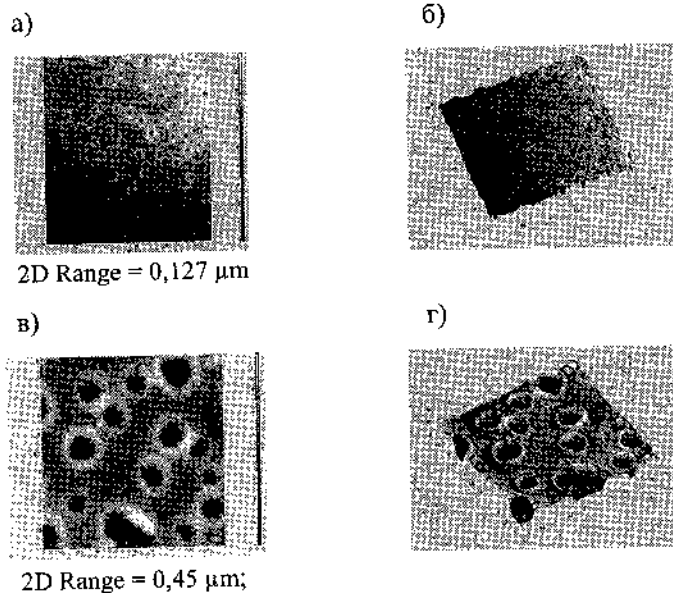 а)
б)
2D Range = 0,127 µm
в)
г)
2D Range = 0,45 µm;